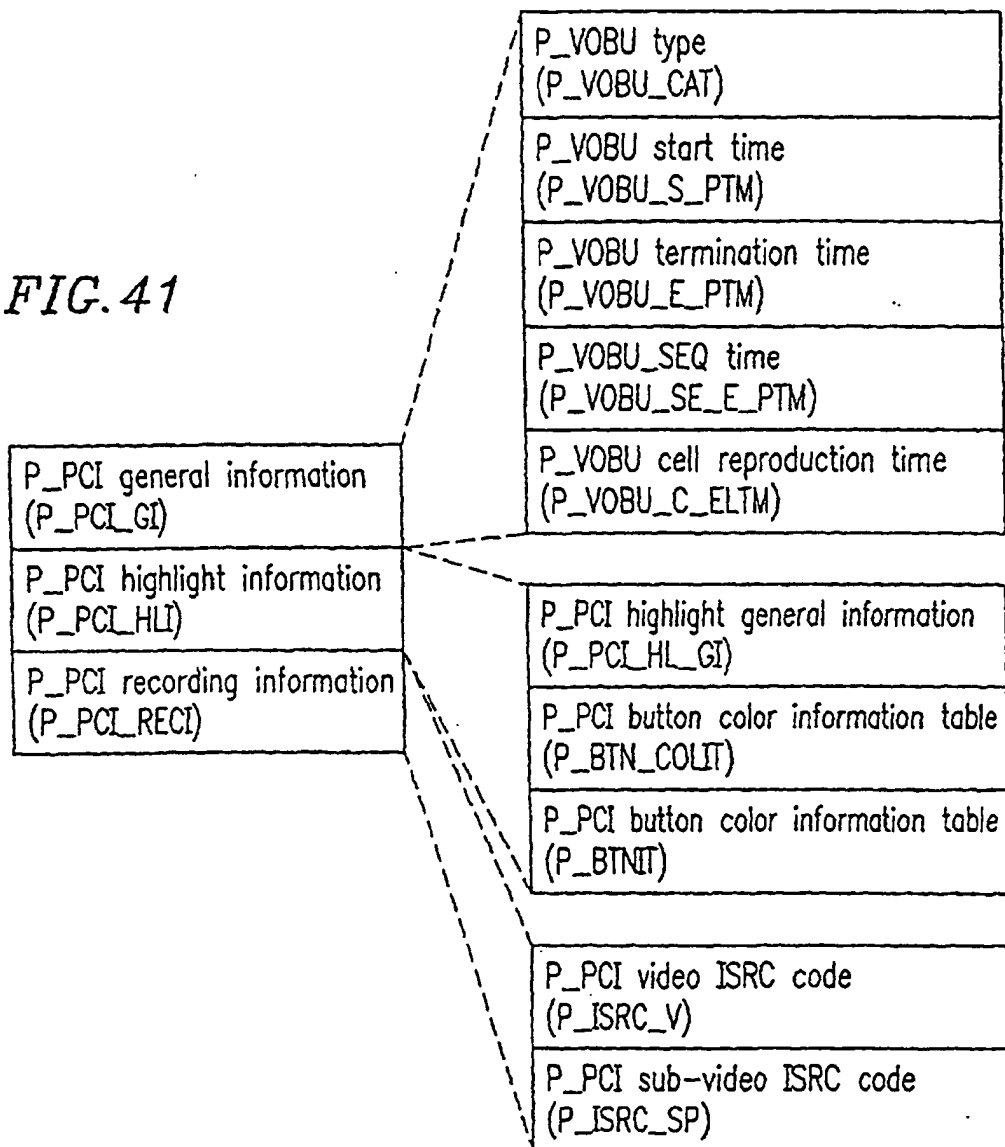 FIG. 41
P_PCI general information
(P_PCI_GI)
P_PCI highlight information
(P_PCI_HLI)
P_PCI recording information
(P_PCI_RECI)
P_VOBU type
(P_VOBU_CAT)
P_VOBU start time
(P_VOBU_S_PTM)
P_VOBU termination time
(P_VOBU_E_PTM)
P_VOBU_SEQ time
(P_VOBU_SE_E_PTM)
P_VOBU cell reproduction time
(P_VOBU_C_ELTM)
P_PCI highlight general information
(P_PCI_HL_GI)
P_PCI button color information table
(P_BTN_COLIT)
P_PCI button color information table
(P_BTNIT)
P_PCI video ISRC code
(P_ISRC_V)
P_PCI sub-video ISRC code
(P_ISRC_SP)